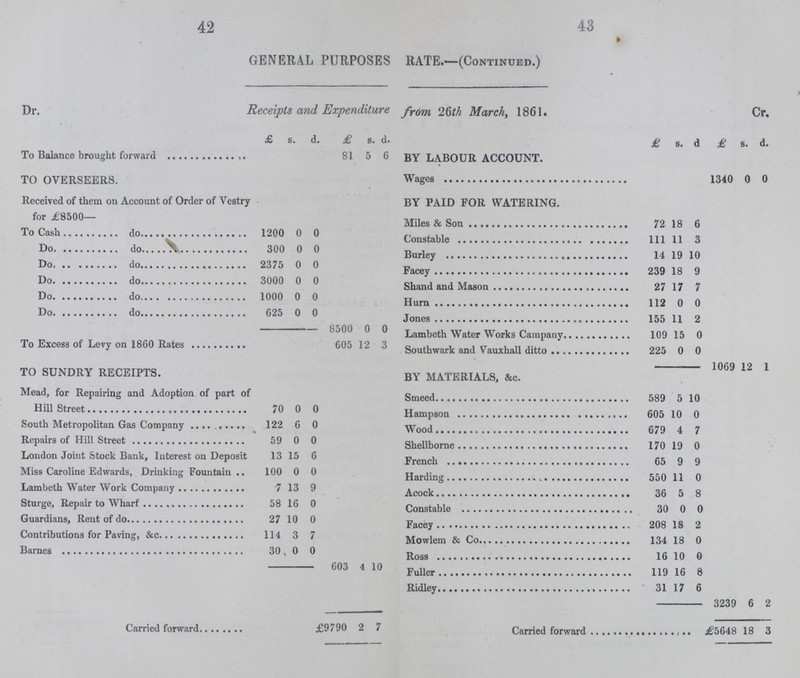 42
GENERAL PURPOSES
Dr. Receipts and Expenditure
£ s. d. £ s. d.
To Balance brought forward .............. 81 5 6
TO OVERSEERS.
Received of them on Account of Order of Vestry
for £8500—
To Cash .......... do................... 1200 0 0
Do. .......... do................... 300 0 0
Do. .......... do................... 2375 0 0
Do. .......... do................... 3000 0 0
Do. .......... do................... 1000 0 0
Do. .......... do................... 625 0 0
8500 0 0
To Excess of Levy on 1860 Rates .......... 605 12 3
TO SUNDRY RECEIPTS.
Mead, for Repairing and Adoption of part of
Hill Street............................ 70 0 0
South Metropolitan Gas Company .......... 122 6 0
Repairs of Hill Street .................... 59 0 0
London Joint Stock Bank, Interest on Deposit 13 15 6
Miss Caroline Edwards, Drinking Fountain .. 100 0 0
Lambeth Water Work Company ............ 7 13 9
Sturge, Repair to Wharf .................. 58 16 0
Guardians, Rent of do..................... 27 10 0
Contributions for Paving, &c............... 114 3 7
Barnes ................................ 30 0 0
603 4 10
Carried forward........ £9790 2 7
43
RATE.—(CONTINUED.)
from 26th March, 1861. Cr.
£ s. d £ s. d.
BY LABOUR ACCOUNT.
Wages ................................ 1340 0 0
BY PAID FOR WATERING.
Miles & Son ............................ 72 18 6
Constable .............................. 111 11 3
Burley ................................ 14 19 10
Facey .................................. 239 18 9
Shand and Mason ........................ 27 17 7
Hurn .................................. 112 0 0
Jones .................................. 155 11 2
Lambeth Water Works Campany............ 109 15 0
Southwark and Vauxhall ditto .............. 225 0 0
1069 12 1
BY MATERIALS, &c.
Smeed.................................. 589 5 10
Hampson .............................. 605 10 0
Wood .................................. 679 4 7
Shellborne .............................. 170 19 0
French ................................ 65 9 9
Harding ................................ 550 11 0
Acock.................................. 36 5 8
Constable .............................. 30 0 0
Facey .................................. 208 18 2
Mowlem & Co........................... 134 18 0
Ross .................................. 16 10 0
Fuller .................................. 119 16 8
Ridley.................................. 31 17 6
3239 6 2
Carried forward .................. £5648 18 3